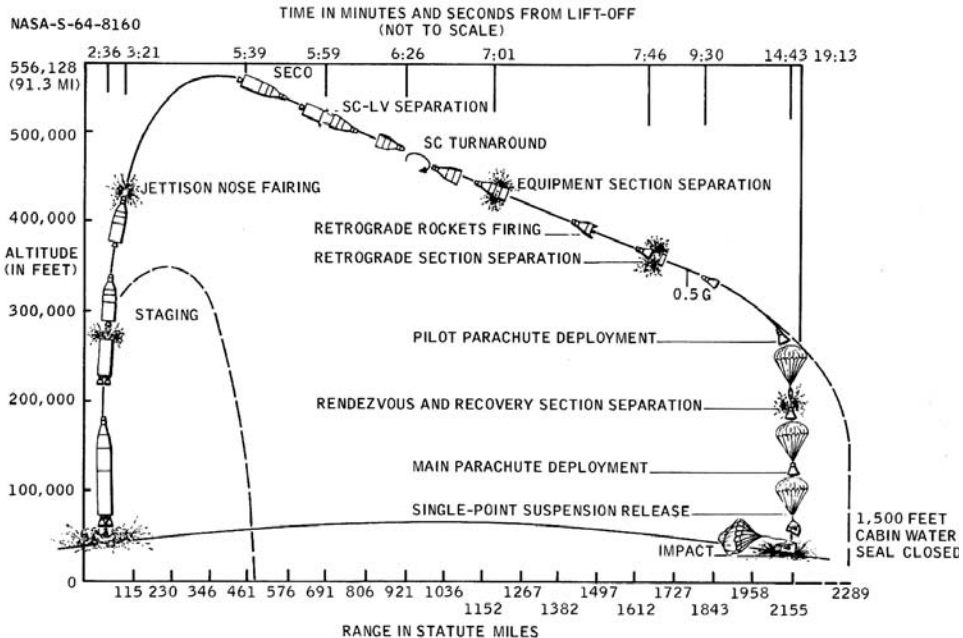 NASA-S-64-8160
TIME IN MINUTES AND SECONDS FROM LIFT-OFF
(NOT TO SCALE)
2:36 3:21 5:39 5:59 6:26 7:01 7:46 9:30 14:43 19:13
556,128
(91.3 MI)
SECO
SC-LV SEPARATION
500,000
SC TURNAROUND
JETTISON NOSE FAIRING
EQUIPMENT SECTION SEPARATION
400,000
RETROGRADE ROCKETS FIRING
ALTITUDE
(IN FEET)
RETROGRADE SECTION SEPARATION
0.5 G
300,000
STAGING
PILOT PARACHUTE DEPLOYMENT
200,000
RENDEZVOUS AND RECOVERY SECTION SEPARATION
MAIN PARACHUTE DEPLOYMENT
100,000
SINGLE-POINT SUSPENSION RELEASE
1,500 FEET
CABIN WATER
SEAL CLOSED
IMPACT
0
115 230 346 461 576 691 806 921 1036 1152 1267 1382 1497 1612 1727 1843 1958 2155 2289
RANGE IN STATUTE MILES